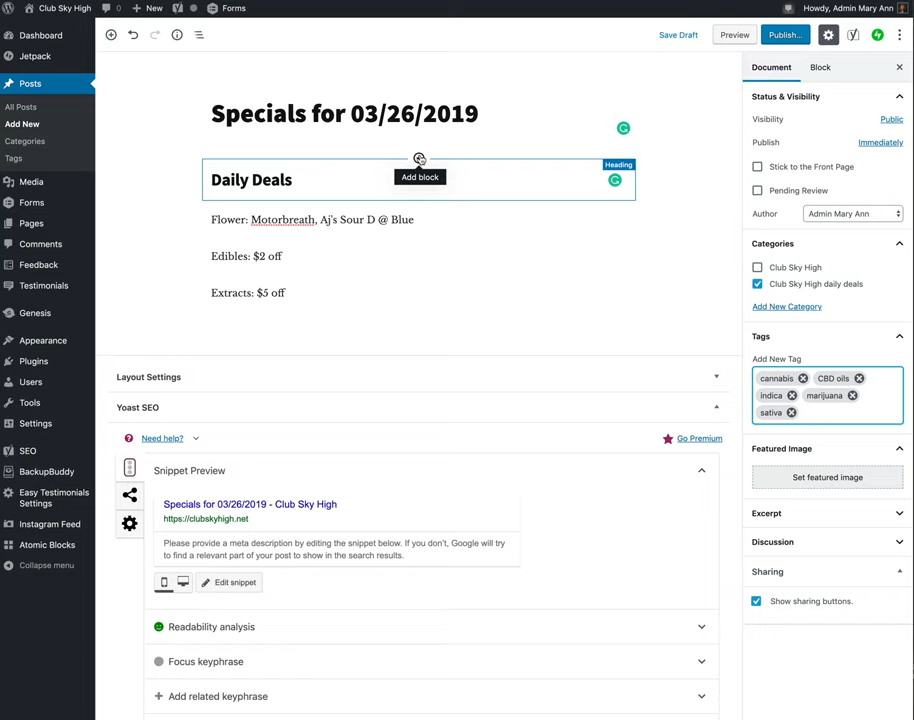 Club Sky High
0
New
Forms
Howdy, Admin Mary Ann
Dashboard
Jetpack
Posts
All Posts
Add New
Categories
Tags
Media
Forms
Pages
Comments
Feedback
Testimonials
Genesis
Appearance
Plugins
Users
Tools
Settings
SEO
BackupBuddy
Easy Testimonials
Settings
Instagram Feed
Atomic Blocks
Collapse menu
Save Draft
Preview
Publish...
Specials for 03/26/2019
Heading
Add block
Daily Deals
Flower: Motorbreath, Aj's Sour D @ Blue
Edibles: $2 off
Extracts: $5 off
Layout Settings
Yoast SEO
Need help?
Go Premium
Snippet Preview
Specials for 03/26/2019 - Club Sky High
https://clubskyhigh.net
Please provide a meta description by editing the snippet below. If you don't, Google will try
to find a relevant part of your post to show in the search results.
Edit snippet
Readability analysis
Focus keyphrase
Add related keyphrase
Document
Block
Status & Visibility
Visibility
Public
Publish
Immediately
Stick to the Front Page
Pending Review
Author
Admin Mary Ann
Categories
Club Sky High
Club Sky High daily deals
Add New Category
Tags
Add New Tag
cannabis
CBD oils
indica
marijuana
sativa
Featured Image
Set featured image
Excerpt
Discussion
Sharing
Show sharing buttons.